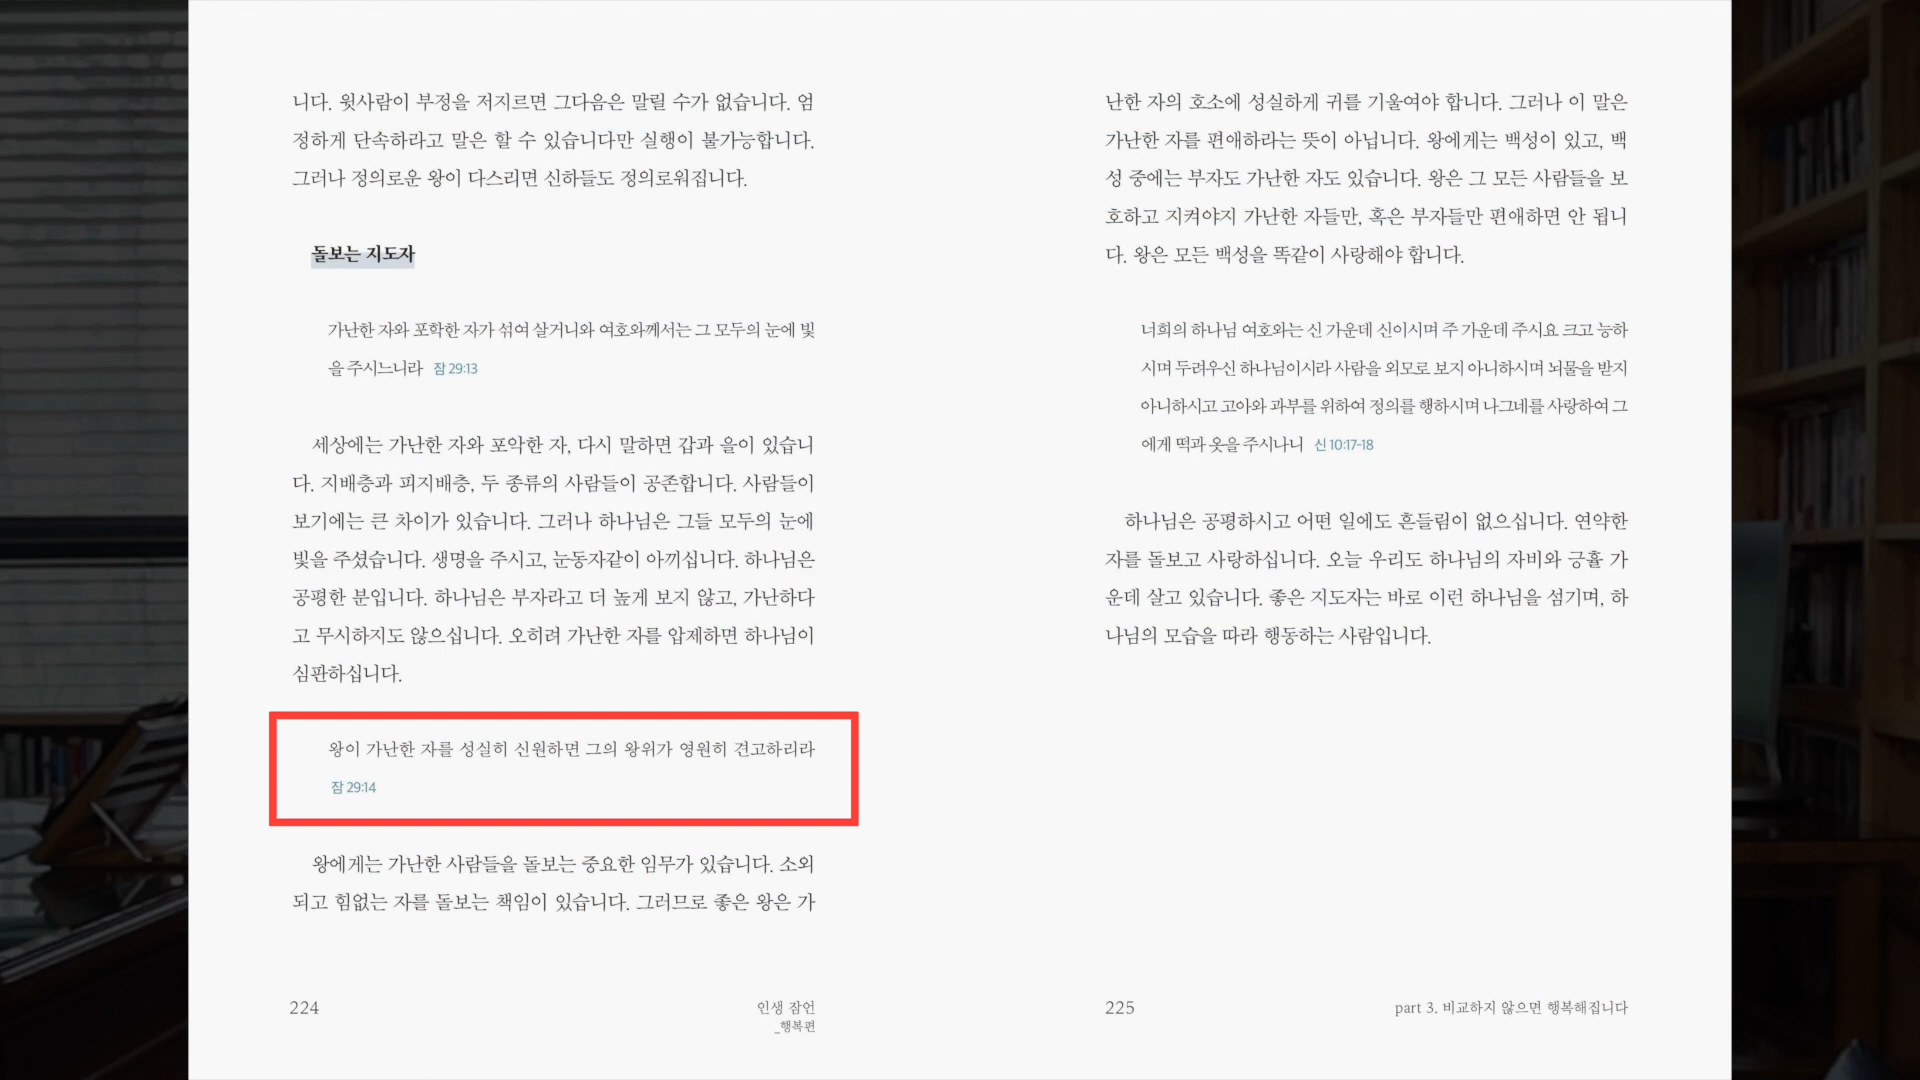 니다. 윗사람이 부정을 저지르면 그다음은 말릴 수가 없습니다. 엄
정하게 단속하라고 말은 할 수 있습니다만 실행이 불가능합니다.
그러나 정의로운 왕이 다스리면 신하들도 정의로워집니다.
돌보는 지도자
가난한 자와 포학한 자가 섞여 살거니와 여호와께서는 그 모두의 눈에 빛
을 주시느니라 잠 29:13
세상에는 가난한 자와 포악한 자, 다시 말하면 갑과 을이 있습니
다. 지배층과 피지배층, 두 종류의 사람들이 공존합니다. 사람들이
보기에는 큰 차이가 있습니다. 그러나 하나님은 그들 모두의 눈에
빛을 주셨습니다. 생명을 주시고, 눈동자같이 아끼십니다. 하나님은
공평한 분입니다. 하나님은 부자라고 더 높게 보지 않고, 가난하다
고 무시하지도 않으십니다. 오히려 가난한 자를 압제하면 하나님이
심판하십니다.
왕이 가난한 자를 성실히 신원하면 그의 왕위가 영원히 견고하리라
잠 29:14
왕에게는 가난한 사람들을 돌보는 중요한 임무가 있습니다. 소외
되고 힘없는 자를 돌보는 책임이 있습니다. 그러므로 좋은 왕은 가
224
인생 잠언
_행복편
난한 자의 호소에 성실하게 귀를 기울여야 합니다. 그러나 이 말은
가난한 자를 편애하라는 뜻이 아닙니다. 왕에게는 백성이 있고, 백
성 중에는 부자도 가난한 자도 있습니다. 왕은 그 모든 사람들을 보
호하고 지켜야지 가난한 자들만, 혹은 부자들만 편애하면 안 됩니
다. 왕은 모든 백성을 똑같이 사랑해야 합니다.
너희의 하나님 여호와는 신 가운데 신이시며 주 가운데 주시요 크고 능하
시며 두려우신 하나님이시라 사람을 외모로 보지 아니하시며 뇌물을 받지
아니하시고 고아와 과부를 위하여 정의를 행하시며 나그네를 사랑하여 그
에게 떡과 옷을 주시나니 신 10:17-18
하나님은 공평하시고 어떤 일에도 흔들림이 없으십니다. 연약한
자를 돌보고 사랑하십니다. 오늘 우리도 하나님의 자비와 긍휼 가
운데 살고 있습니다. 좋은 지도자는 바로 이런 하나님을 섬기며, 하
나님의 모습을 따라 행동하는 사람입니다.
225
part 3. 비교하지 않으면 행복해집니다